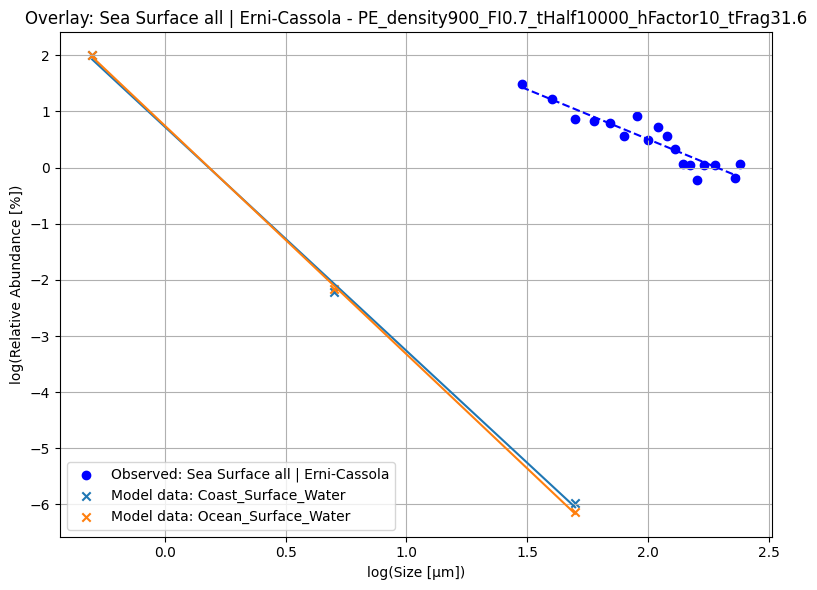 Overlay: Sea Surface all | Erni-Cassola - PE_density900_FI0.7_tHalf10000_hFactor10_tFrag31.6
log(Relative Abundance [%])
2
1
0
−1
−2
−3
−4
−5
−6
Observed: Sea Surface all | Erni-Cassola
Model data: Coast_Surface_Water
Model data: Ocean_Surface_Water
0.0 0.5 1.0 1.5 2.0 2.5
log(Size [µm])